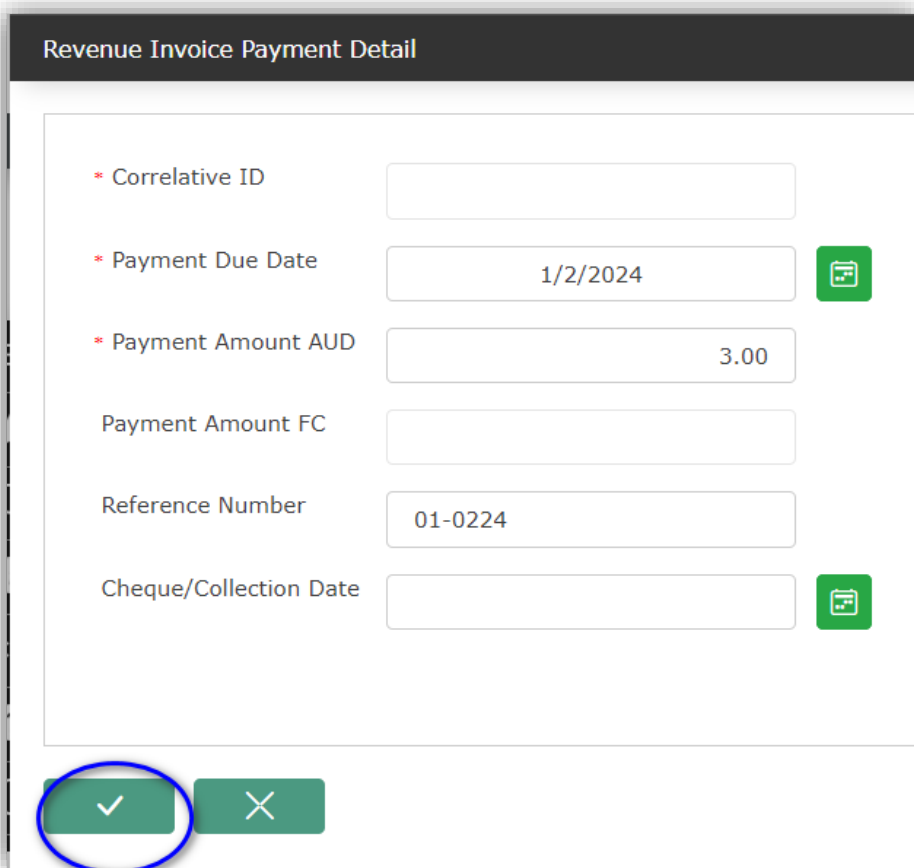 Revenue Invoice Payment Detail
* Correlative ID
* Payment Due Date 1/2/2024
* Payment Amount AUD 3.00
Payment Amount FC
Reference Number 01-0224
Cheque/Collection Date